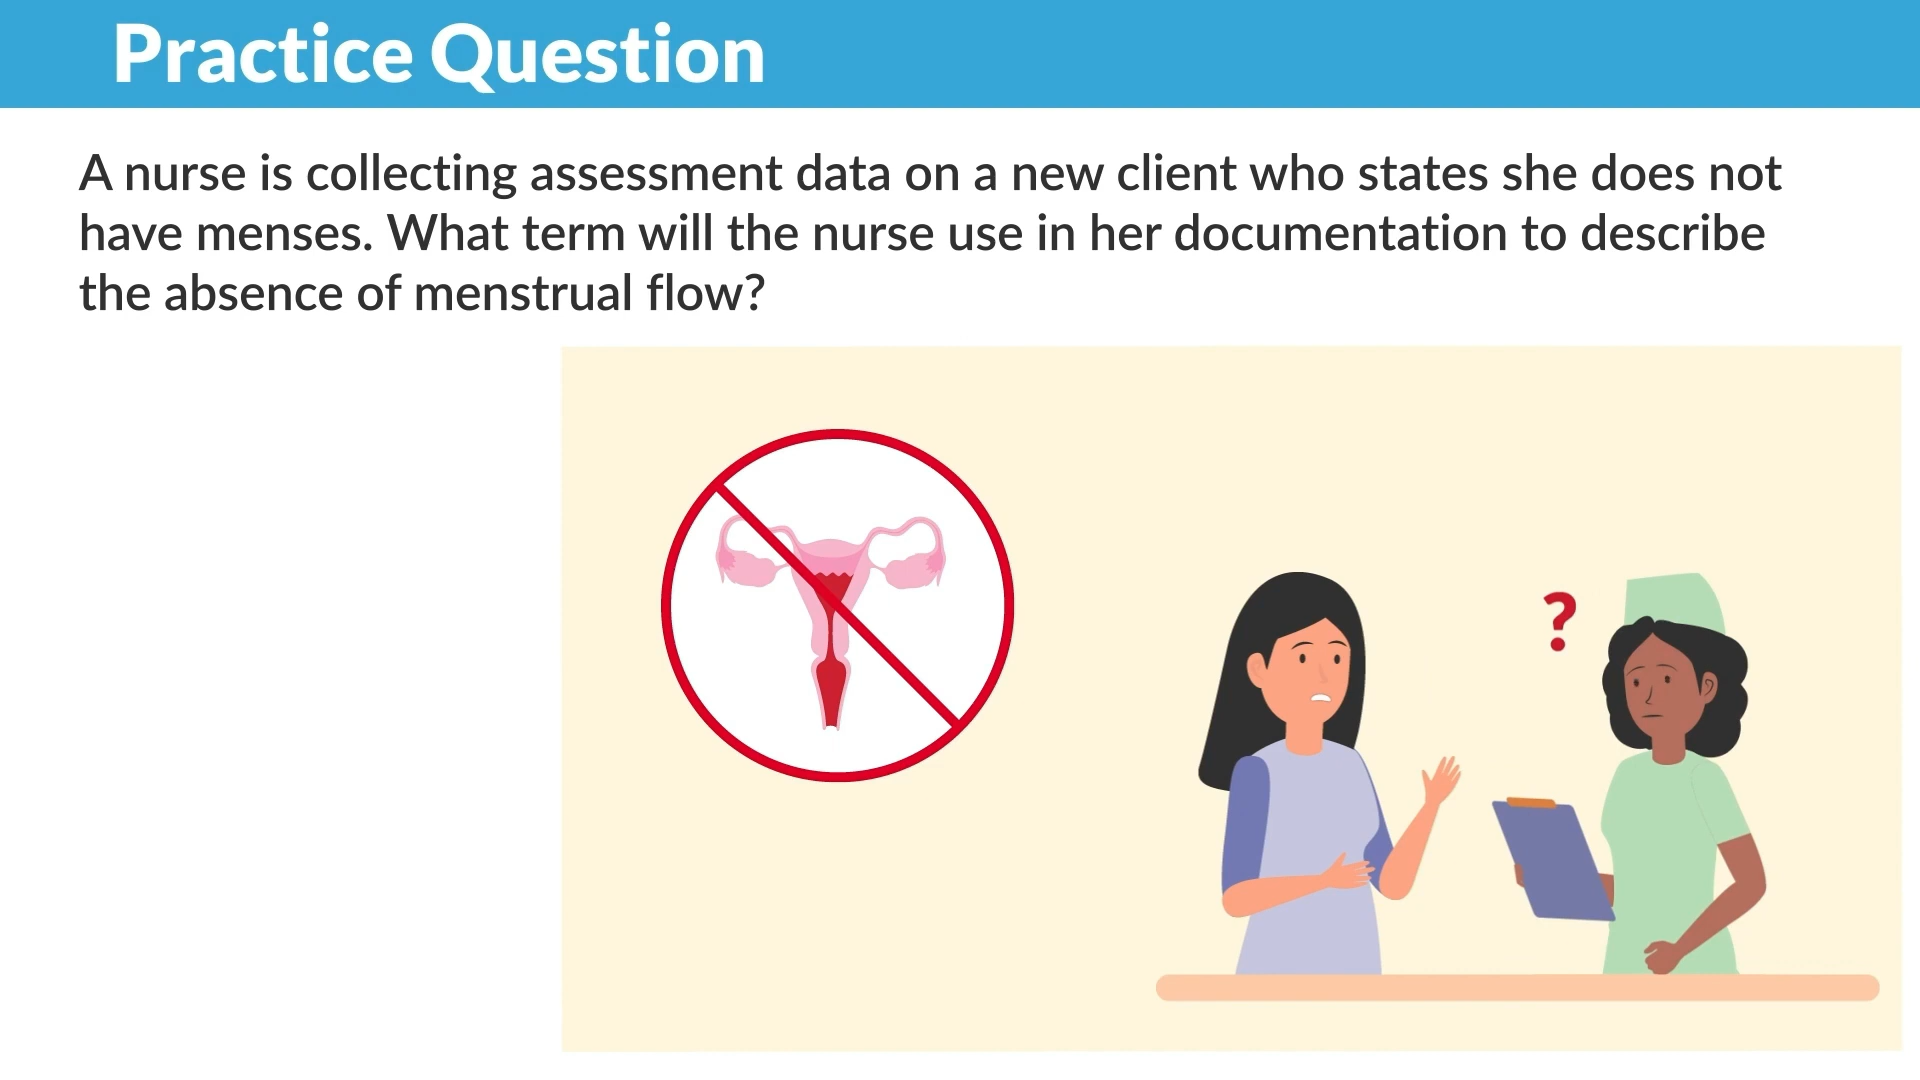 Practice Question
A nurse is collecting assessment data on a new client who states she does not
have menses. What term will the nurse use in her documentation to describe
the absence of menstrual flow?
?